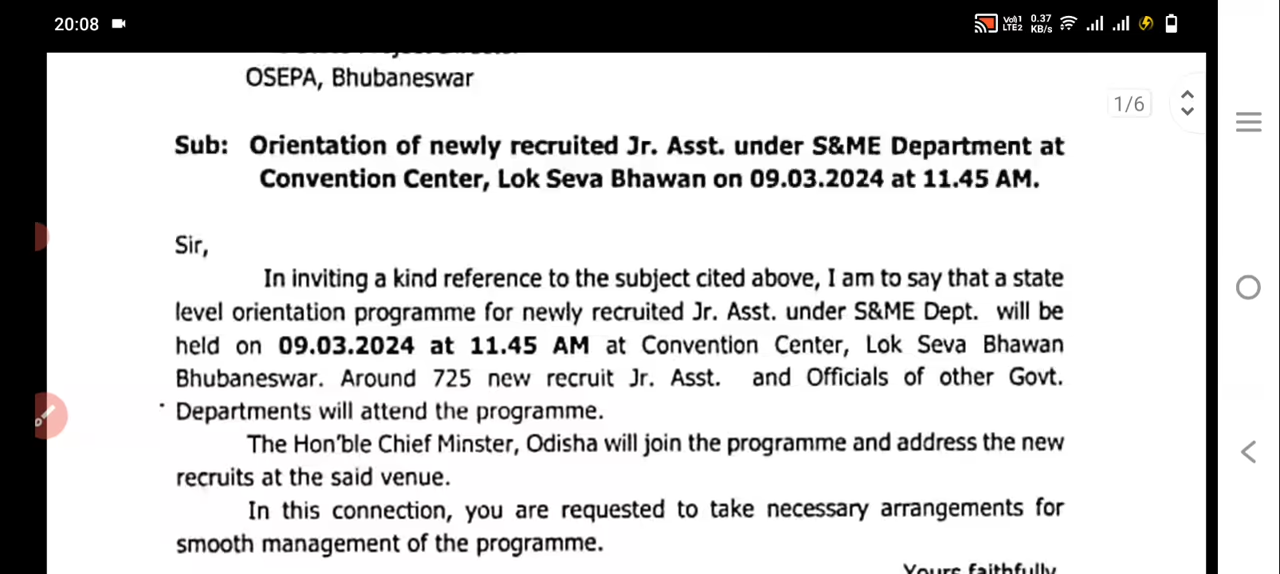 20:08
Vo1) LTE2 0.37 KB/s
OSEPA, Bhubaneswar
1/6
Sub: Orientation of newly recruited Jr. Asst. under S&ME Department at
Convention Center, Lok Seva Bhawan on 09.03.2024 at 11.45 AM.
Sir,
In inviting a kind reference to the subject cited above, I am to say that a state
level orientation programme for newly recruited Jr. Asst. under S&ME Dept. will be
held on 09.03.2024 at 11.45 AM at Convention Center, Lok Seva Bhawan
Bhubaneswar. Around 725 new recruit Jr. Asst. and Officials of other Govt.
Departments will attend the programme.
The Hon'ble Chief Minster, Odisha will join the programme and address the new
recruits at the said venue.
In this connection, you are requested to take necessary arrangements for
smooth management of the programme.
Yours faithfully